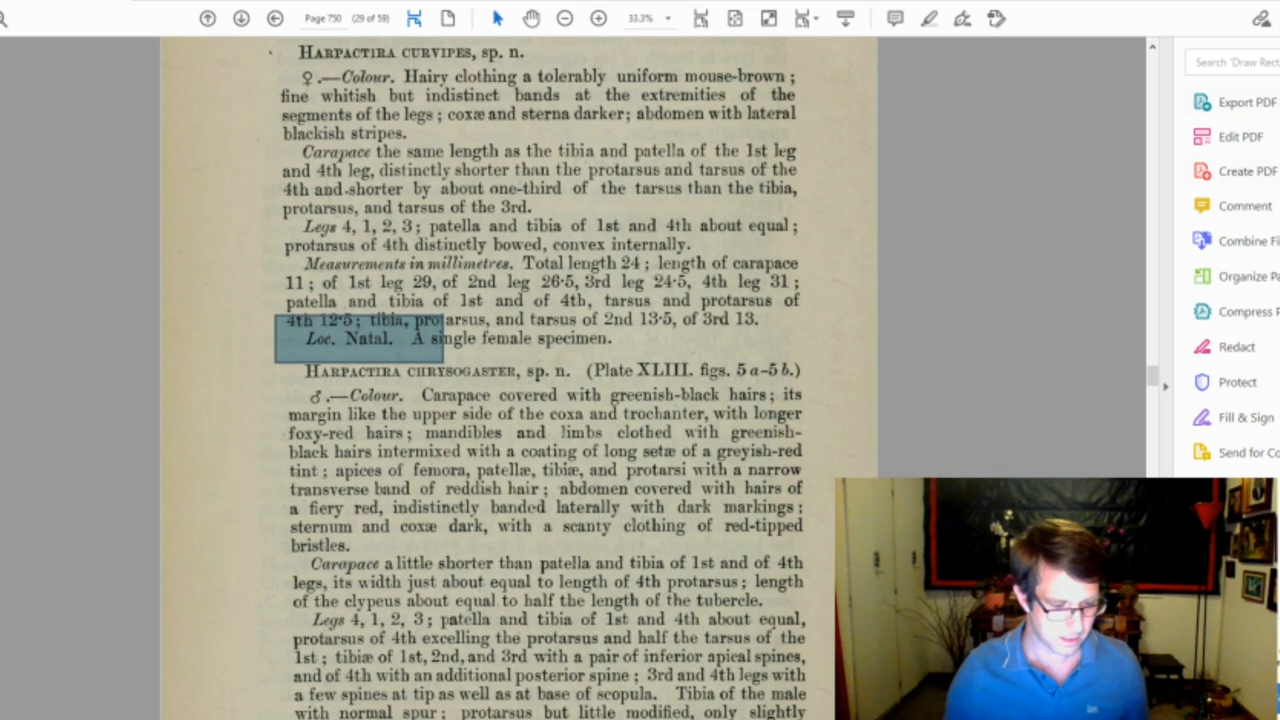 Page 750 (29 of 59)
33.3%
HARPACTIRA CURVIPES, sp. n.
♀.—Colour. Hairy clothing a tolerably uniform mouse-brown;
fine whitish but indistinct bands at the extremities of the
segments of the legs; coxæ and sterna darker; abdomen with lateral
blackish stripes.
Carapace the same length as the tibia and patella of the 1st leg
and 4th leg, distinctly shorter than the protarsus and tarsus of the
4th and shorter by about one-third of the tarsus than the tibia,
protarsus, and tarsus of the 3rd.
Legs 4, 1, 2, 3; patella and tibia of 1st and 4th about equal;
protarsus of 4th distinctly bowed, convex internally.
Measurements in millimetres. Total length 24; length of carapace
11; of 1st leg 29, of 2nd leg 26·5, 3rd leg 24·5, 4th leg 31;
patella and tibia of 1st and of 4th, tarsus and protarsus of
4th 12·5; tibia, protarsus, and tarsus of 2nd 13·5, of 3rd 13.
Loc. Natal. A single female specimen.
HARPACTIRA CHRYSOGASTER, sp. n. (Plate XLIII. figs. 5 a–5 b.)
♂.—Colour. Carapace covered with greenish-black hairs; its
margin like the upper side of the coxa and trochanter, with longer
foxy-red hairs; mandibles and limbs clothed with greenish-
black hairs intermixed with a coating of long setæ of a greyish-red
tint; apices of femora, patellæ, tibiæ, and protarsi with a narrow
transverse band of reddish hair; abdomen covered with hairs of
a fiery red, indistinctly banded laterally with dark markings;
sternum and coxæ dark, with a scanty clothing of red-tipped
bristles.
Carapace a little shorter than patella and tibia of 1st and of 4th
legs, its width just about equal to length of 4th protarsus; length
of the clypeus about equal to half the length of the tubercle.
Legs 4, 1, 2, 3; patella and tibia of 1st and 4th about equal,
protarsus of 4th excelling the protarsus and half the tarsus of the
1st; tibiæ of 1st, 2nd, and 3rd with a pair of inferior apical spines,
and of 4th with an additional posterior spine; 3rd and 4th legs with
a few spines at tip as well as at base of scopula. Tibia of the male
with normal spur; protarsus but little modified, only slightly
Search 'Draw Rect
Export PDF
Edit PDF
Create PDF
Comment
Combine Fi
Organize Pa
Compress P
Redact
Protect
Fill & Sign
Send for Co